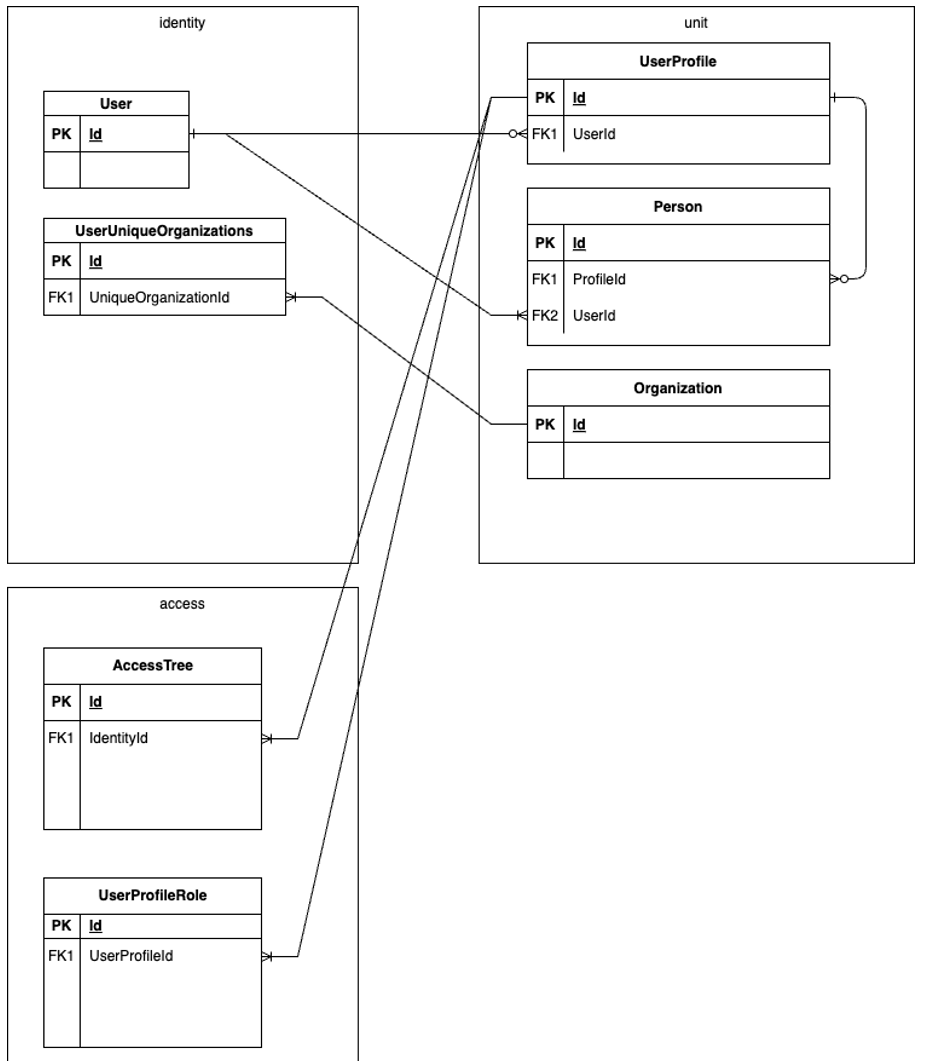 identity
User
PK Id
UserUniqueOrganizations
PK Id
FK1 UniqueOrganizationId
unit
UserProfile
PK Id
FK1 UserId
Person
PK Id
FK1 ProfileId
FK2 UserId
Organization
PK Id
access
AccessTree
PK Id
FK1 IdentityId
UserProfileRole
PK Id
FK1 UserProfileId